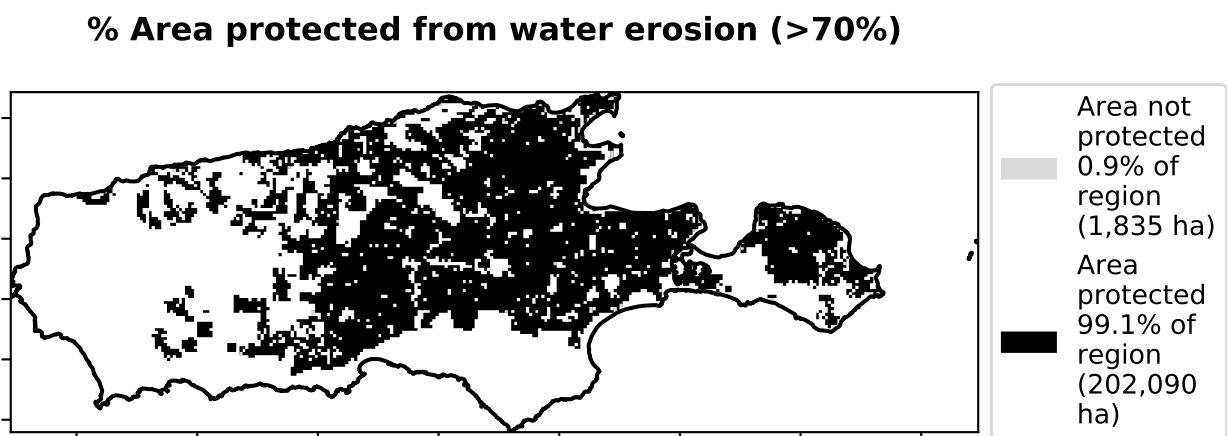 % Area protected from water erosion (>70%)
Area not
protected
0.9% of
region
(1,835 ha)
Area
protected
99.1% of
region
(202,090
ha)